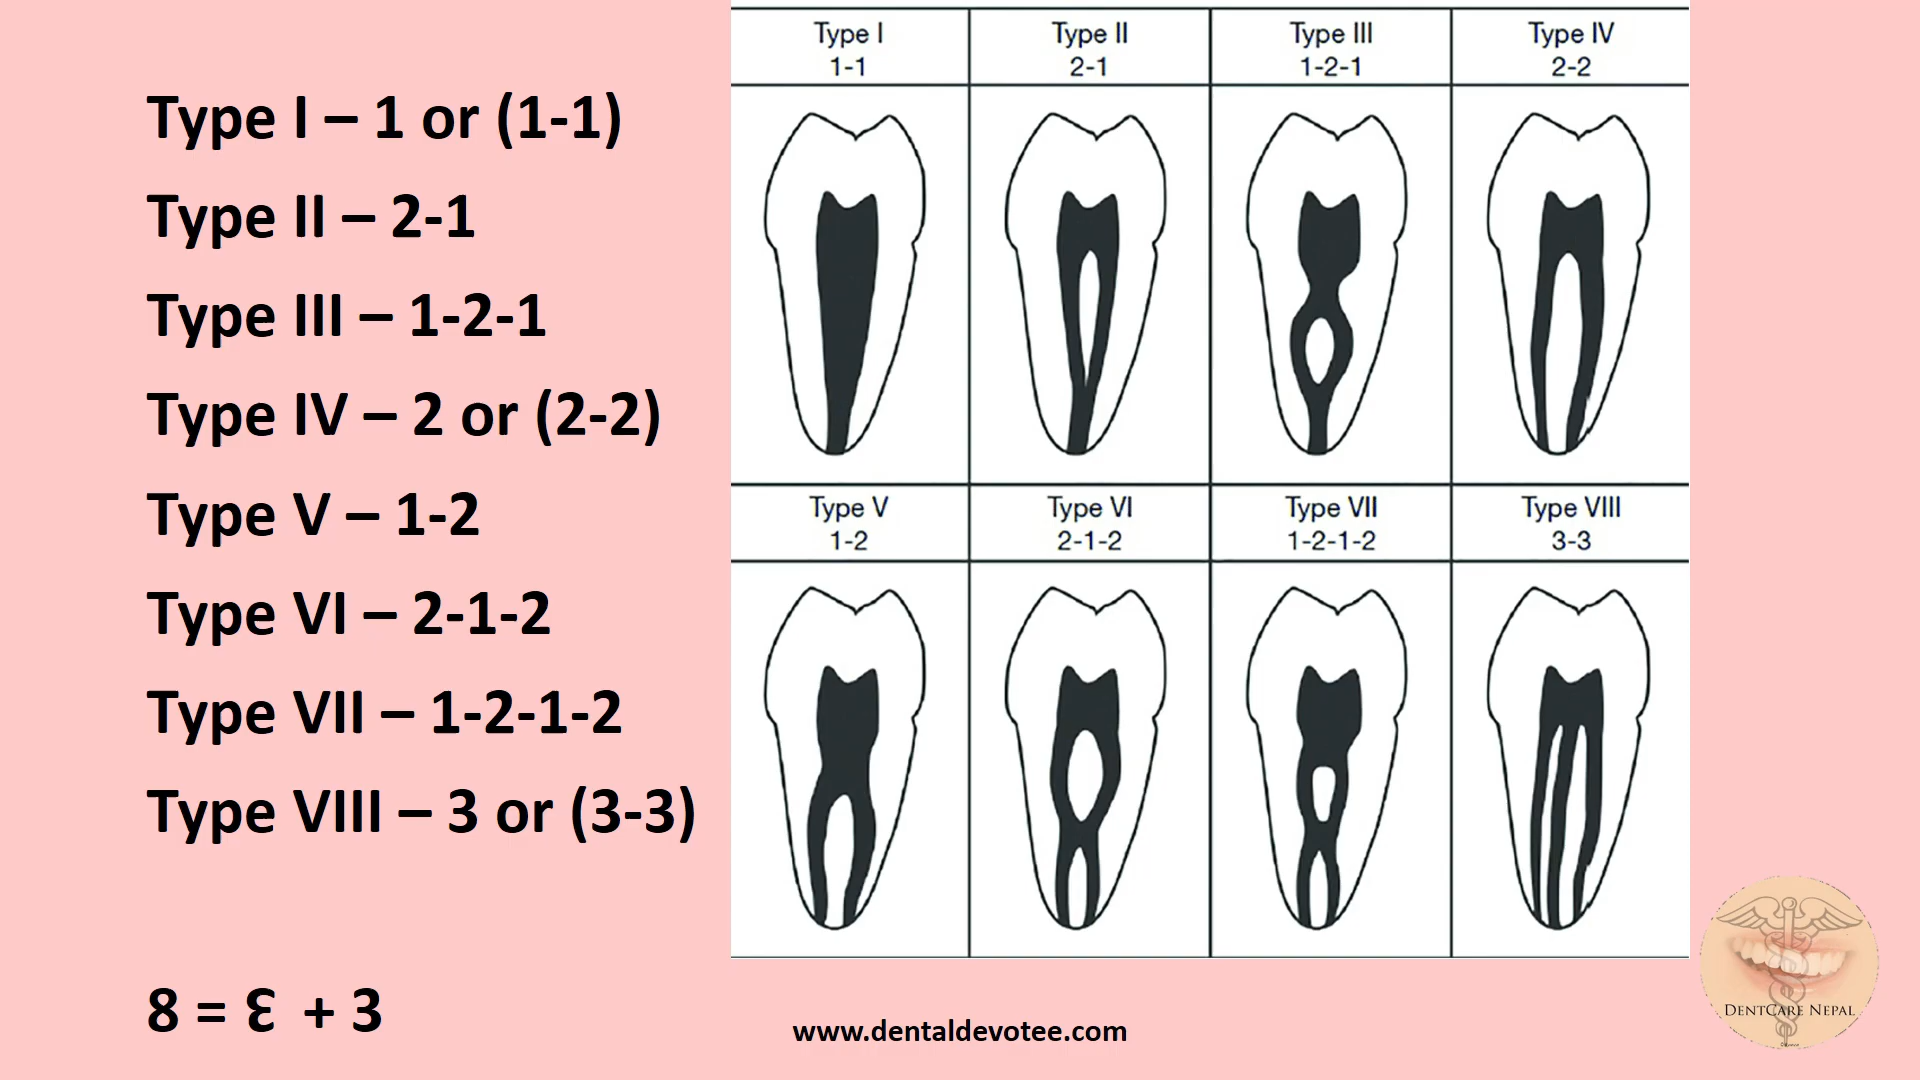 Type I – 1 or (1-1)
Type II – 2-1
Type III – 1-2-1
Type IV – 2 or (2-2)
Type V – 1-2
Type VI – 2-1-2
Type VII – 1-2-1-2
Type VIII – 3 or (3-3)
8 = Ɛ + 3
Type I
1-1
Type II
2-1
Type III
1-2-1
Type IV
2-2
Type V
1-2
Type VI
2-1-2
Type VII
1-2-1-2
Type VIII
3-3
www.dentaldevotee.com
DENTCARE NEPAL